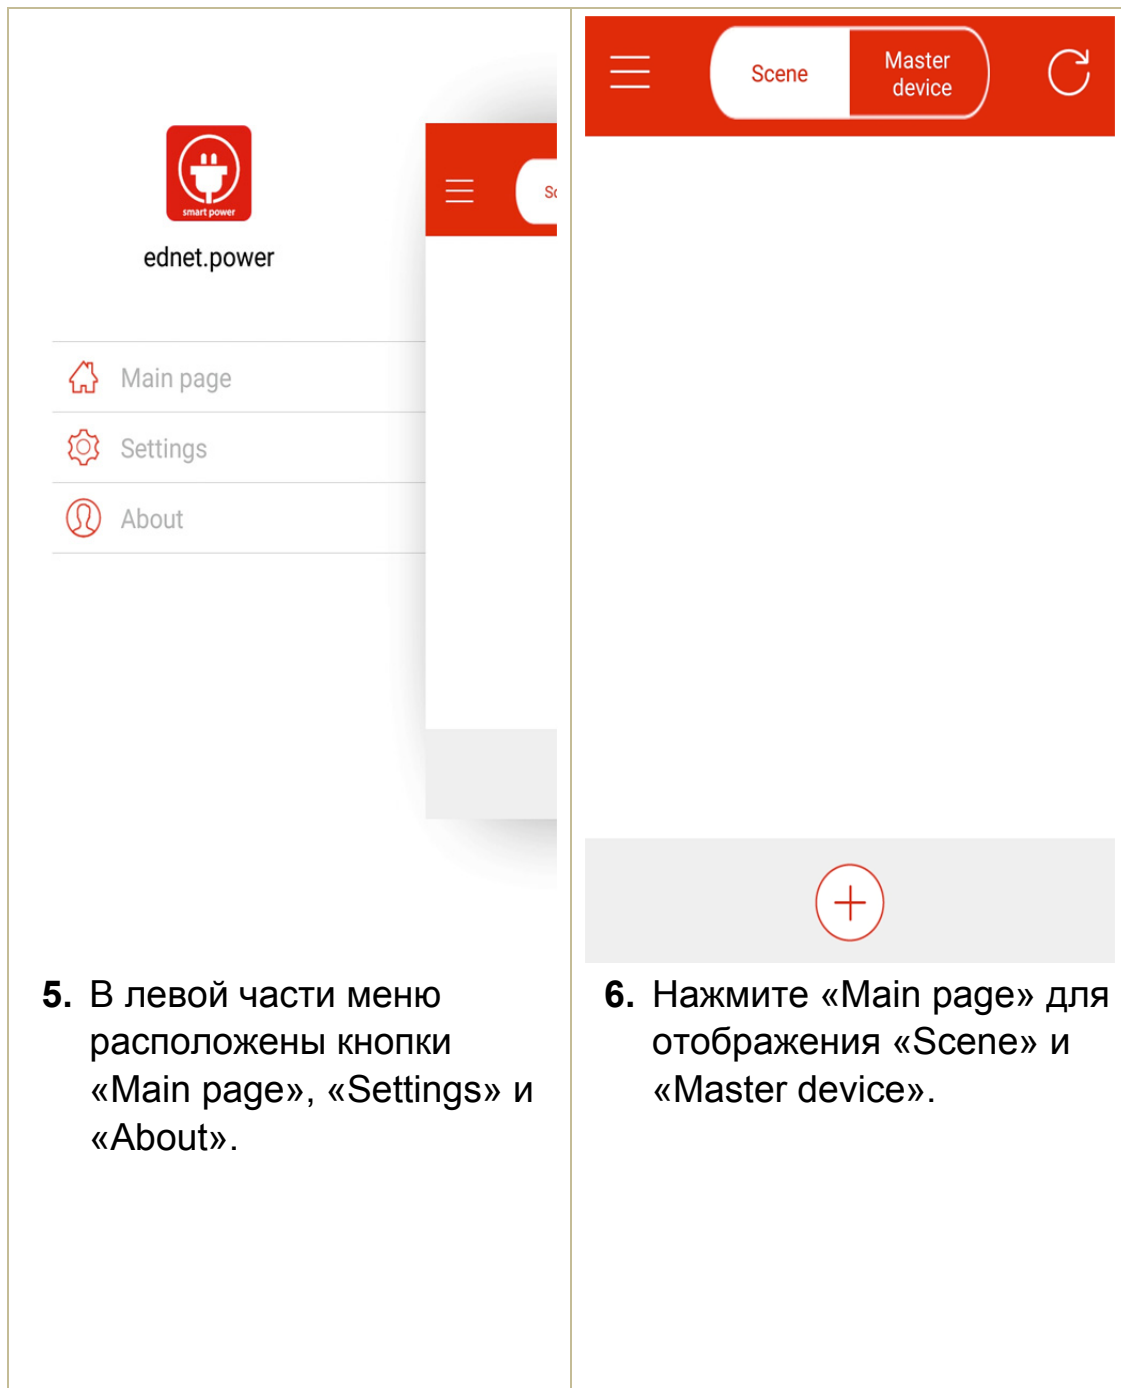 smart power
ednet.power
Main page
Settings
About
5. В левой части меню
расположены кнопки
«Main page», «Settings» и
«About».
Scene
Master
device
6. Нажмите «Main page» для
отображения «Scene» и
«Master device».